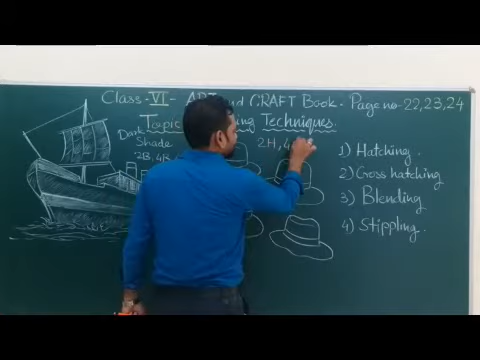 Class - VI - ART and CRAFT Book. Page no - 22,23,24
Topic Techniques.
Dark Shade
2B, 4B
2H, 4
1) Hatching.
2) Cross hatching
3) Blending
4) Stippling.